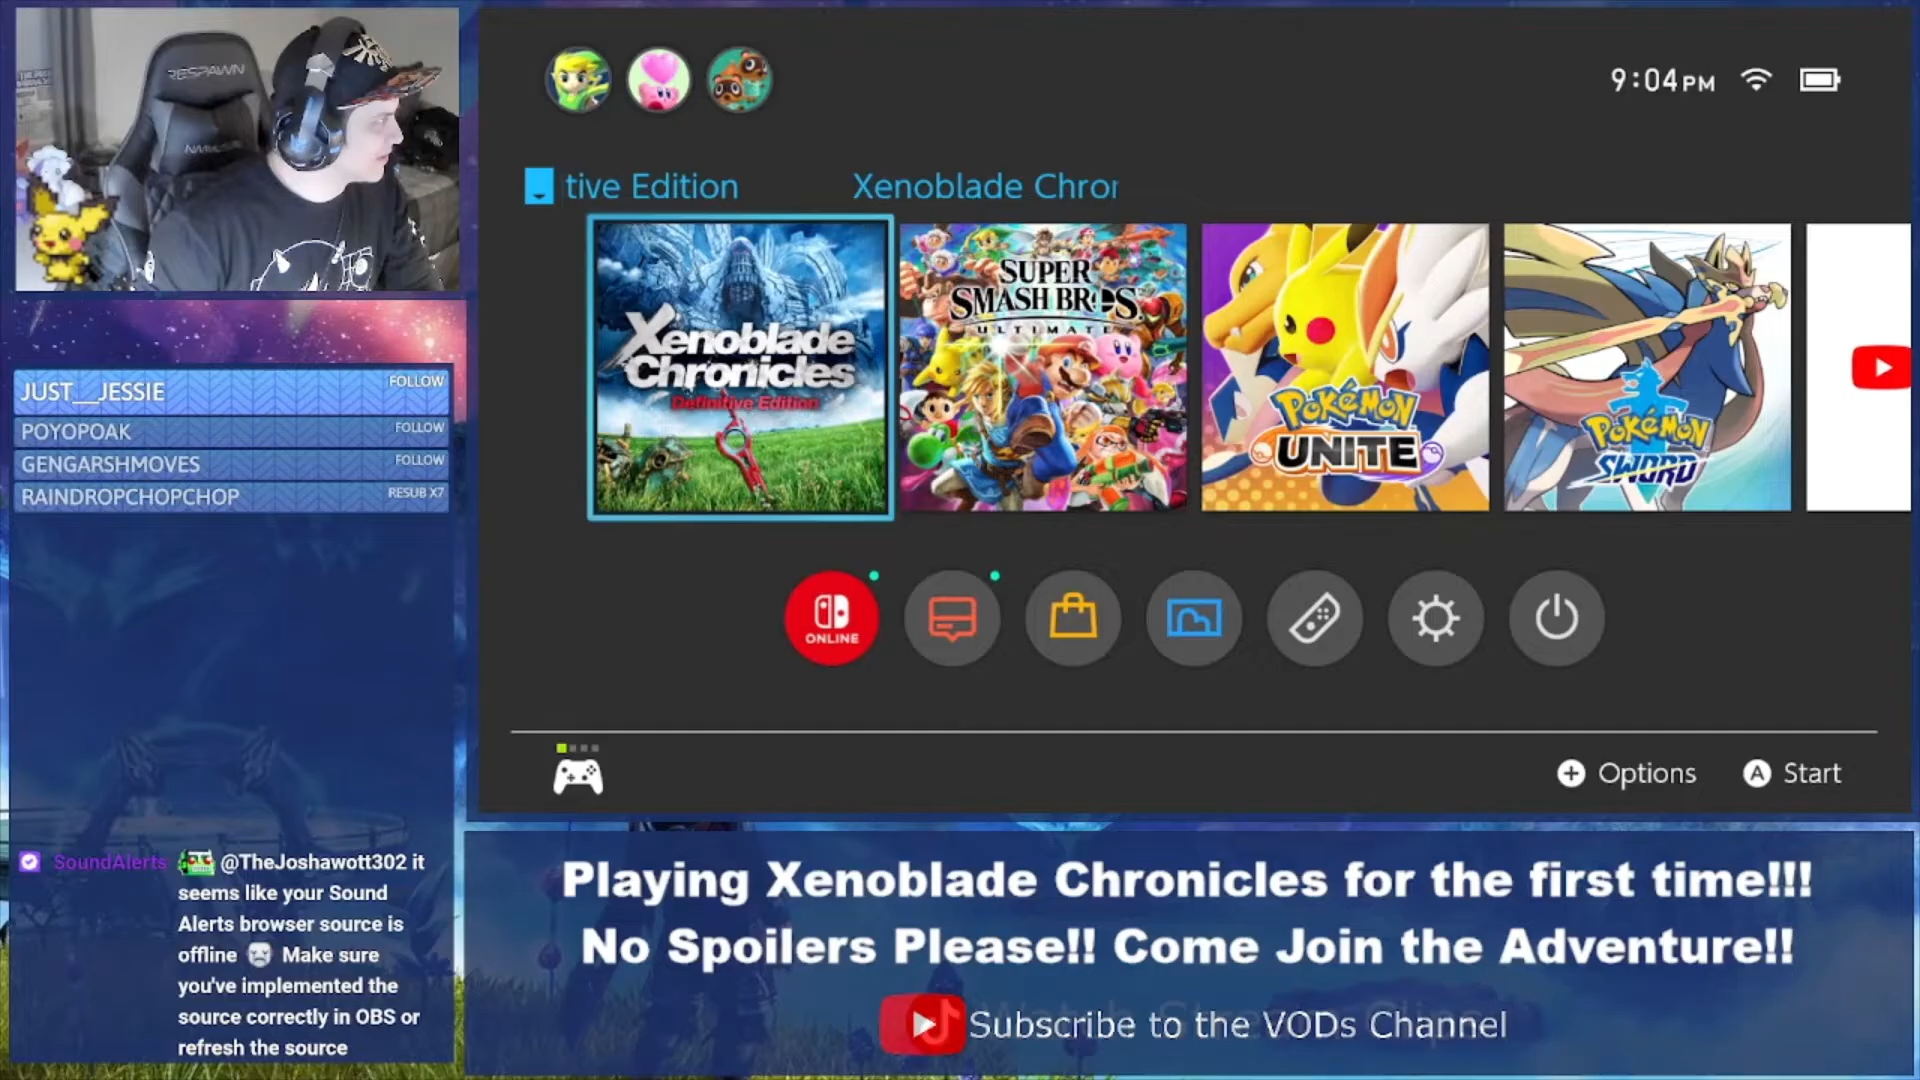 RESPAWN
9:04PM
tive Edition Xenoblade Chror
Xenoblade
Chronicles
Definitive Edition
SUPER
SMASH BROS.
ULTIMATE
POKÉMON
UNITE
POKÉMON
SWORD
JUST__JESSIE FOLLOW
POYOPOAK FOLLOW
GENGARSHMOVES FOLLOW
RAINDROPCHOPCHOP RESUB X7
ONLINE
Options
A Start
SoundAlerts @TheJoshawott302 it
seems like your Sound
Alerts browser source is
offline Make sure
you've implemented the
source correctly in OBS or
refresh the source
Playing Xenoblade Chronicles for the first time!!!
No Spoilers Please!! Come Join the Adventure!!
Subscribe to the VODs Channel